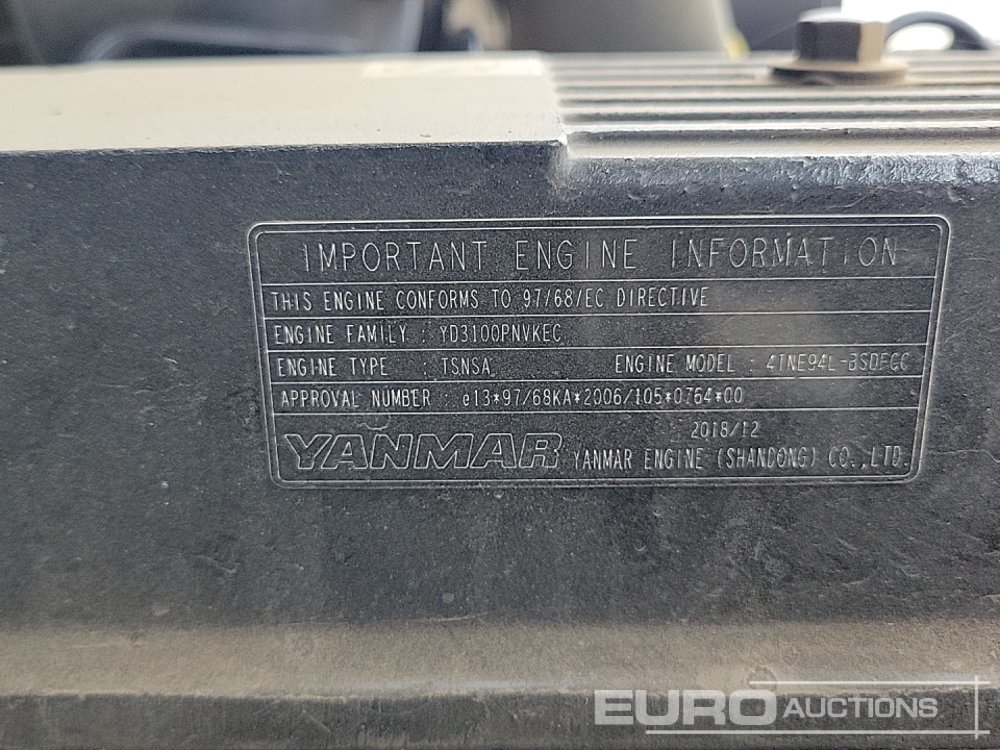 IMPORTANT ENGINE INFORMATION
THIS ENGINE CONFORMS TO 97/68/EC DIRECTIVE
ENGINE FAMILY : YD3100PNVKEC
ENGINE TYPE : TSNSA ENGINE MODEL : 4TNE94L-BSDFCC
APPROVAL NUMBER : e13*97/68KA*2006/105*0764*00
2018/12
YANMAR YANMAR ENGINE (SHANDONG) CO.,LTD.
EURO AUCTIONS